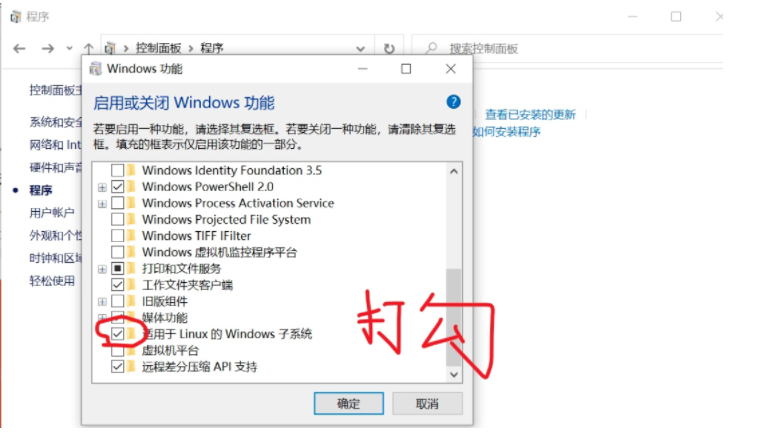 程序
控制面板 › 程序
搜索控制面板
Windows 功能
控制面板主
启用或关闭 Windows 功能
系统和安全
查看已安装的更新
若要启用一种功能，请选择其复选框。若要关闭一种功能，请清除其复选
如何安装程序
框。填充的框表示仅启用该功能的一部分。
网络和 Int
硬件和声音
程序
用户帐户
外观和个性
时钟和区域
轻松使用
Windows Identity Foundation 3.5
Windows PowerShell 2.0
Windows Process Activation Service
Windows Projected File System
Windows TIFF IFilter
Windows 虚拟机监控程序平台
打印和文件服务
工作文件夹客户端
旧版组件
媒体功能
适用于 Linux 的 Windows 子系统
虚拟机平台
远程差分压缩 API 支持
打勾
确定
取消